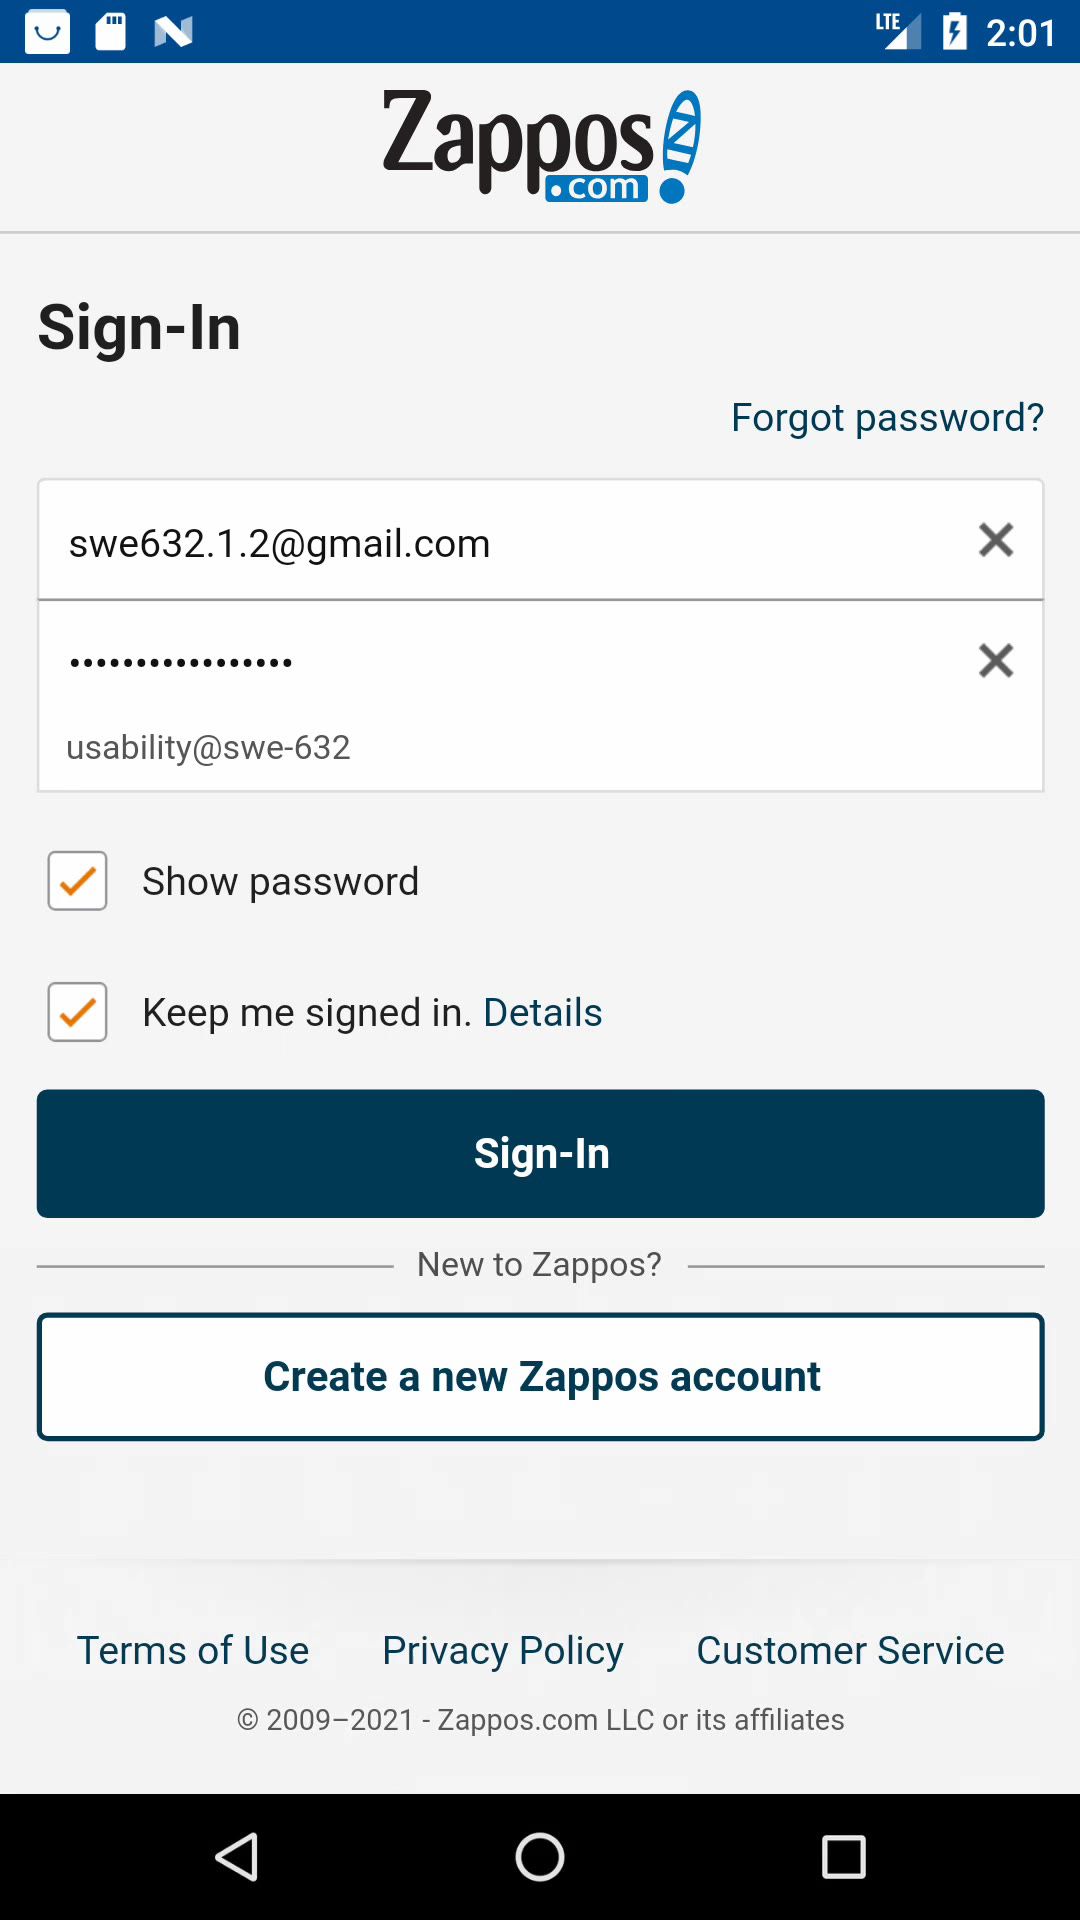 LTE 2:01
Zappos
.com
Sign-In
Forgot password?
swe632.1.2@gmail.com
•••••••••••••••••
usability@swe-632
Show password
Keep me signed in. Details
Sign-In
New to Zappos?
Create a new Zappos account
Terms of Use Privacy Policy Customer Service
© 2009–2021 - Zappos.com LLC or its affiliates